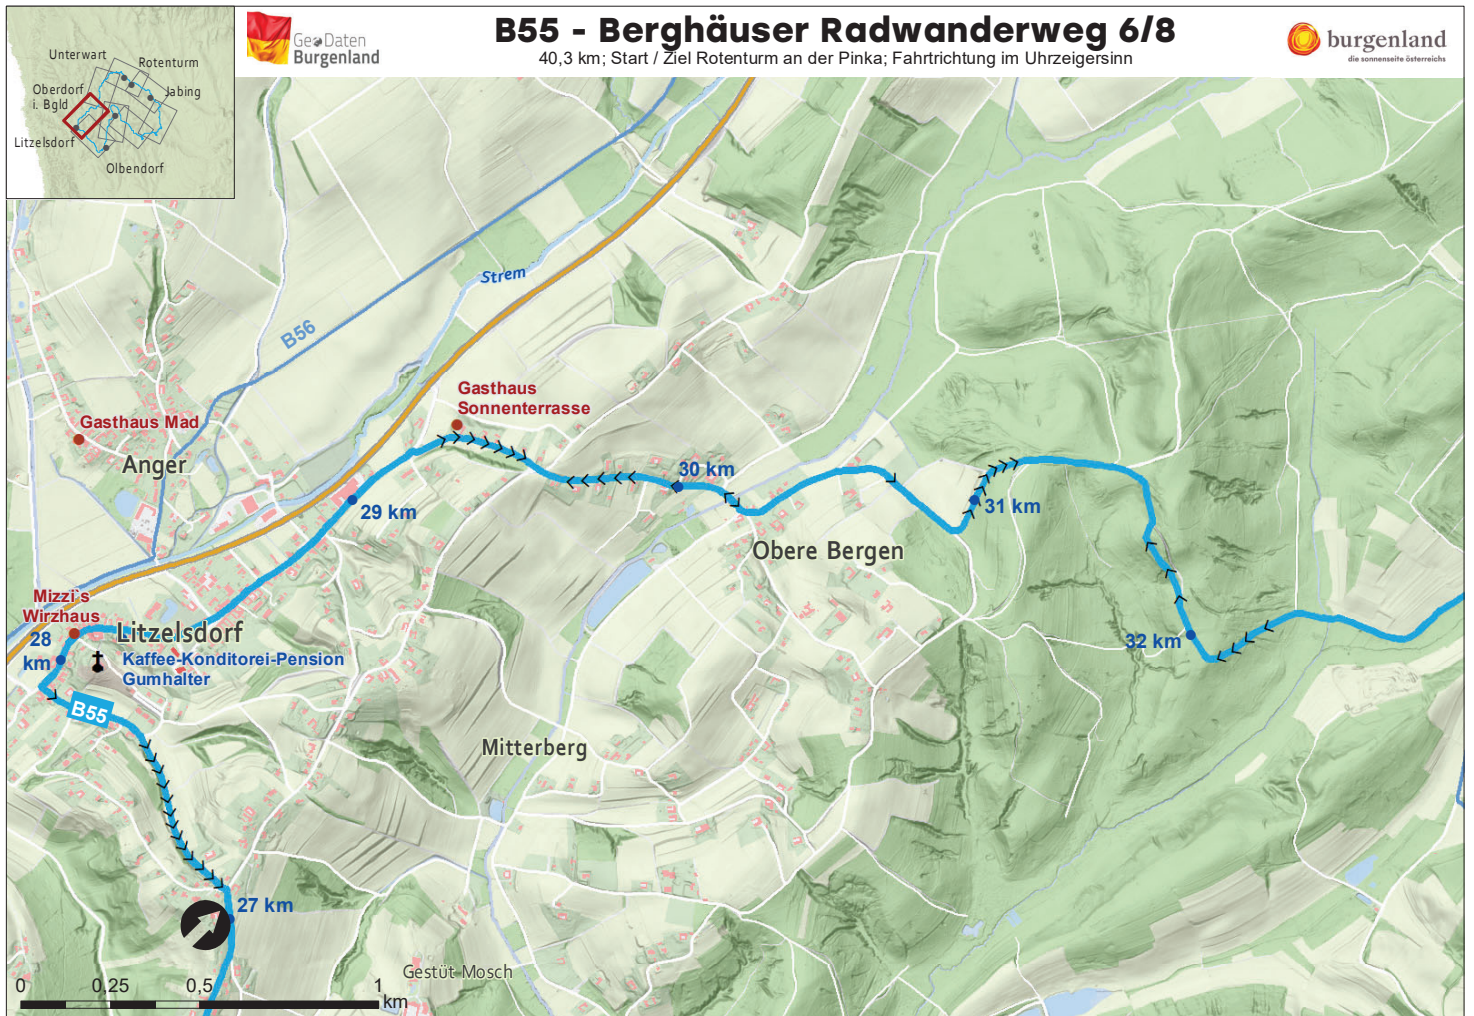 B55 - Berghäuser Radwanderweg 6/8
40,3 km; Start / Ziel Rotenturm an der Pinka; Fahrtrichtung im Uhrzeigersinn
GeoDaten
Burgenland
burgenland
die sonnenseite österreichs
Unterwart
Rotenturm
Oberdorf
i. Bgld
Jabing
Litzelsdorf
Olbendorf
Strem
B56
Gasthaus
Sonnenterrasse
Gasthaus Mad
Anger
30 km
29 km
31 km
Obere Bergen
Mizzi`s
Wirzhaus
28
km
Litzelsdorf
32 km
Kaffee-Konditorei-Pension
Gumhalter
B55
Mitterberg
27 km
Gestüt Mosch
0
0,25
0,5
1
km